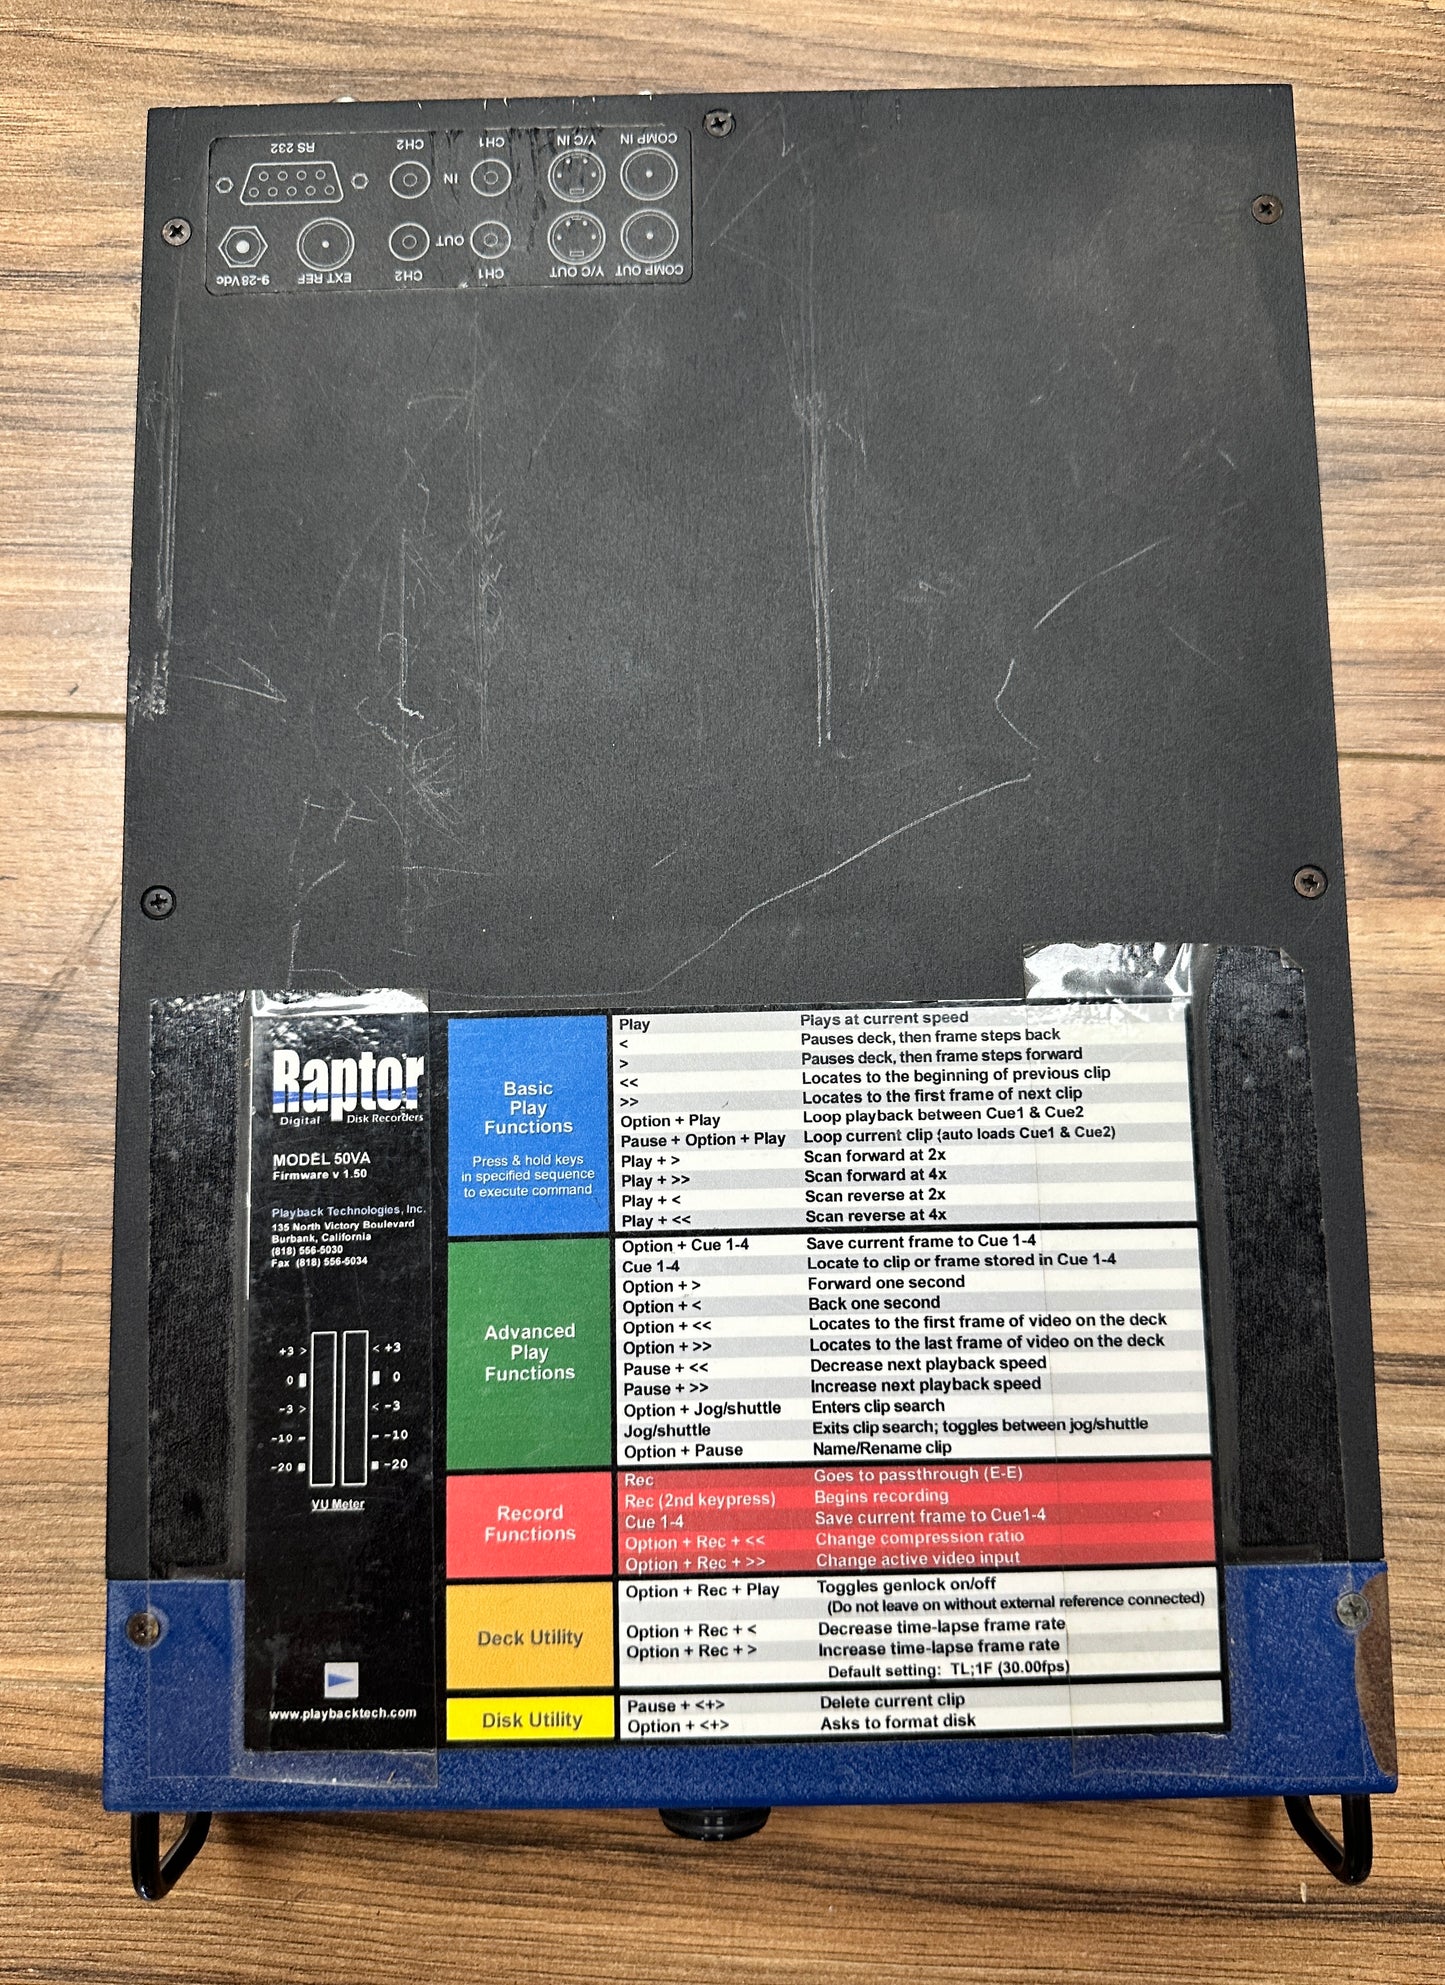 COMP IN
Y/C IN
CH1
IN
CH2
RS 232
COMP OUT
Y/C OUT
CH1
OUT
CH2
EXT REF
9-28 Vdc
Raptor
Digital Disk Recorders
MODEL 50VA
Firmware v 1.50
Playback Technologies, Inc.
135 North Victory Boulevard
Burbank, California
(818) 556-5030
Fax (818) 556-5034
+3 > < +3
0 0
-3 > < -3
-10 - - -10
-20 -20
VU Meter
www.playbacktech.com
Basic
Play
Functions
Press & hold keys
in specified sequence
to execute command
Play Plays at current speed
< Pauses deck, then frame steps back
> Pauses deck, then frame steps forward
<< Locates to the beginning of previous clip
>> Locates to the first frame of next clip
Option + Play Loop playback between Cue1 & Cue2
Pause + Option + Play Loop current clip (auto loads Cue1 & Cue2)
Play + > Scan forward at 2x
Play + >> Scan forward at 4x
Play + < Scan reverse at 2x
Play + << Scan reverse at 4x
Advanced
Play
Functions
Option + Cue 1-4 Save current frame to Cue 1-4
Cue 1-4 Locate to clip or frame stored in Cue 1-4
Option + > Forward one second
Option + < Back one second
Option + << Locates to the first frame of video on the deck
Option + >> Locates to the last frame of video on the deck
Pause + << Decrease next playback speed
Pause + >> Increase next playback speed
Option + Jog/shuttle Enters clip search
Jog/shuttle Exits clip search; toggles between jog/shuttle
Option + Pause Name/Rename clip
Record
Functions
Rec Goes to passthrough (E-E)
Rec (2nd keypress) Begins recording
Cue 1-4 Save current frame to Cue1-4
Option + Rec + << Change compression ratio
Option + Rec + >> Change active video input
Deck Utility
Option + Rec + Play Toggles genlock on/off
(Do not leave on without external reference connected)
Option + Rec + < Decrease time-lapse frame rate
Option + Rec + > Increase time-lapse frame rate
Default setting: TL;1F (30.00fps)
Disk Utility
Pause + <+> Delete current clip
Option + <+> Asks to format disk